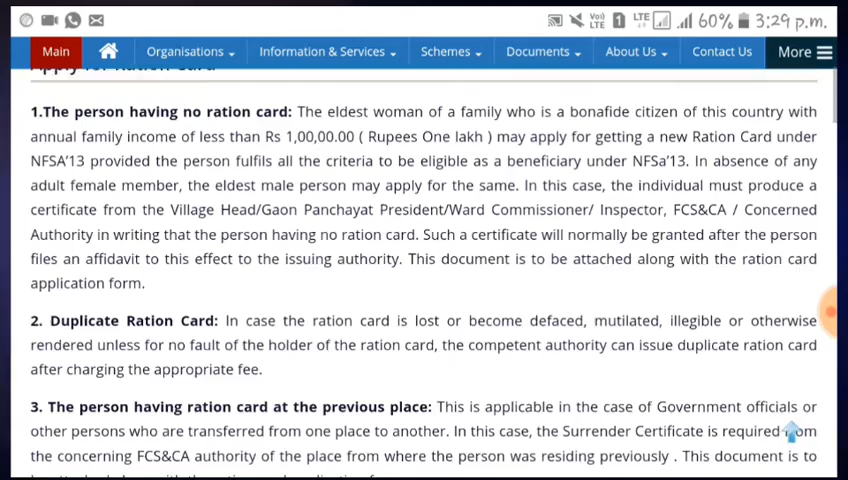 60% 3:29 p.m.
Main Organisations Information & Services Schemes Documents About Us Contact Us More
Apply for Ration Card
1.The person having no ration card: The eldest woman of a family who is a bonafide citizen of this country with
annual family income of less than Rs 1,00,00.00 ( Rupees One lakh ) may apply for getting a new Ration Card under
NFSA'13 provided the person fulfils all the criteria to be eligible as a beneficiary under NFSa'13. In absence of any
adult female member, the eldest male person may apply for the same. In this case, the individual must produce a
certificate from the Village Head/Gaon Panchayat President/Ward Commissioner/ Inspector, FCS&CA / Concerned
Authority in writing that the person having no ration card. Such a certificate will normally be granted after the person
files an affidavit to this effect to the issuing authority. This document is to be attached along with the ration card
application form.
2. Duplicate Ration Card: In case the ration card is lost or become defaced, mutilated, illegible or otherwise
rendered unless for no fault of the holder of the ration card, the competent authority can issue duplicate ration card
after charging the appropriate fee.
3. The person having ration card at the previous place: This is applicable in the case of Government officials or
other persons who are transferred from one place to another. In this case, the Surrender Certificate is required from
the concerning FCS&CA authority of the place from where the person was residing previously . This document is to